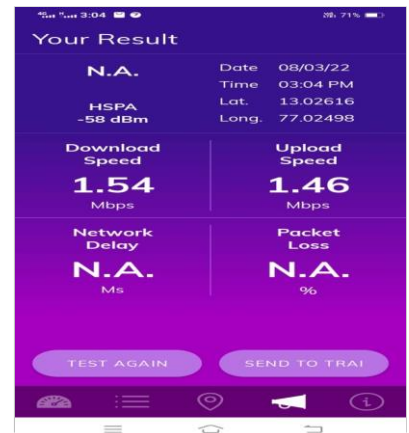 3:04
71%
Your Result
N.A.
HSPA
-58 dBm
Date 08/03/22
Time 03:04 PM
Lat. 13.02616
Long. 77.02498
Download
Speed
1.54
Mbps
Upload
Speed
1.46
Mbps
Network
Delay
N.A.
Ms
Packet
Loss
N.A.
%
TEST AGAIN
SEND TO TRAI